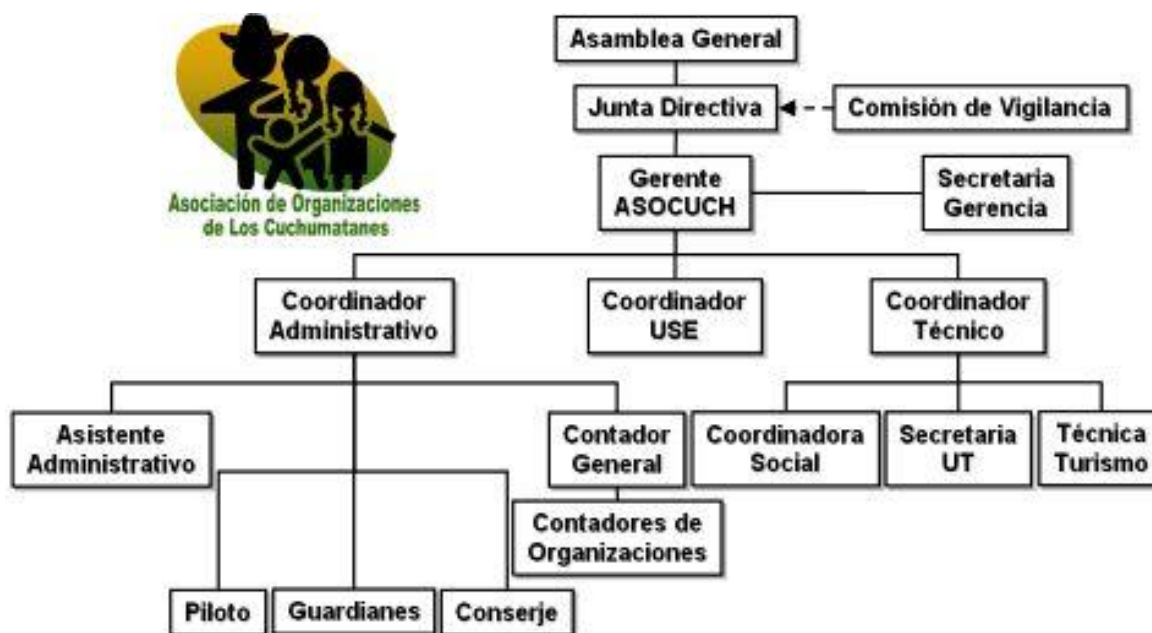 Asamblea General
Junta Directiva
Comisión de Vigilancia
Gerente
ASOCUCH
Secretaria
Gerencia
Asociación de Organizaciones
de Los Cuchumatanes
Coordinador
Administrativo
Coordinador
USE
Coordinador
Técnico
Asistente
Administrativo
Contador
General
Coordinadora
Social
Secretaria
UT
Técnica
Turismo
Contadores de
Organizaciones
Piloto
Guardianes
Conserje